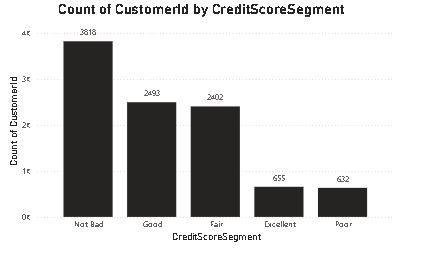 Count of CustomerId by CreditScoreSegment
4K
3K
2K
1K
0K
Count of CustomerId
3818
2493
2402
655
632
Not Bad
Good
Fair
Excellent
Poor
CreditScoreSegment